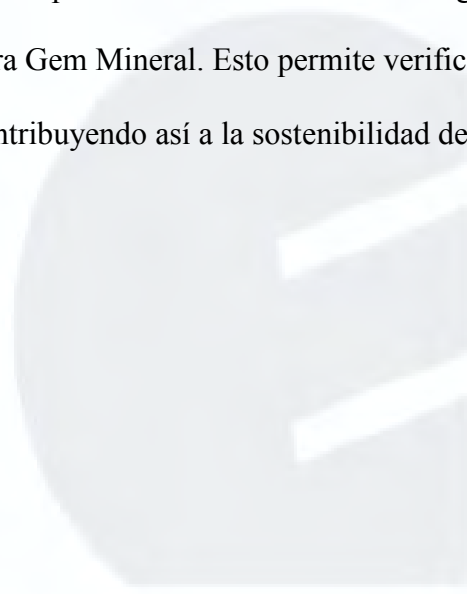 ra Gem Mineral. Esto permite verific
ntribuyendo así a la sostenibilidad de